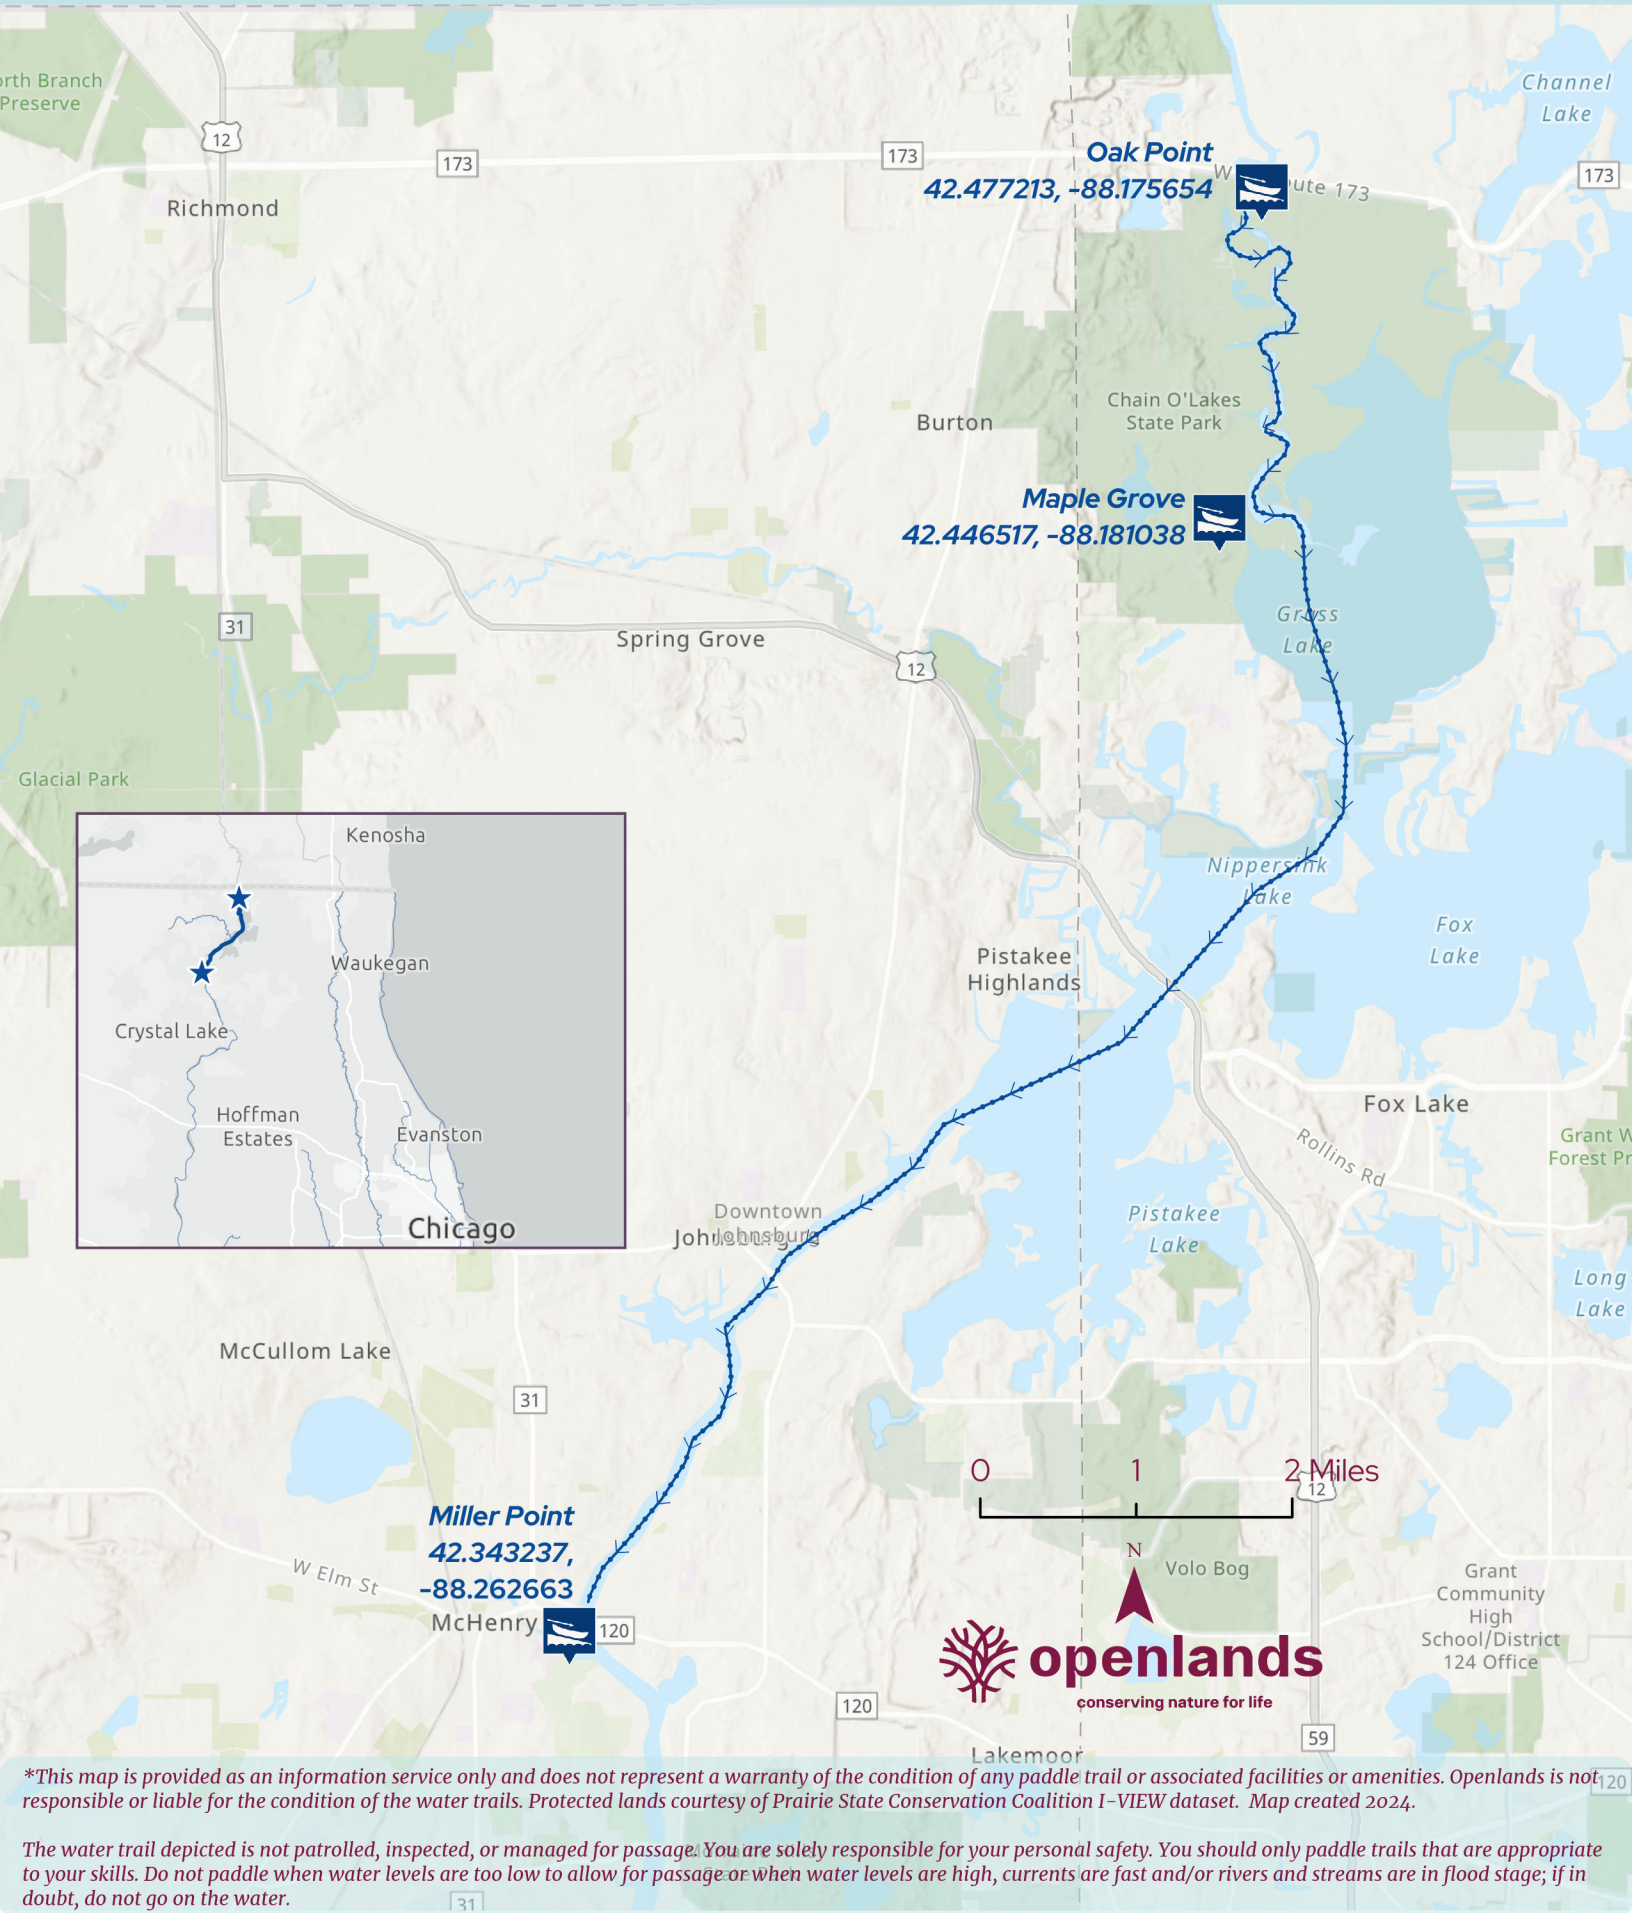 Channel
Lake
orth Branch
Preserve
12
173
173
173
Oak Point
42.477213, -88.175654
Richmond
Chain O'Lakes
State Park
Burton
Maple Grove
42.446517, -88.181038
31
Spring Grove
12
Grass
Lake
Glacial Park
Nippersink
Lake
Fox
Lake
Pistakee
Highlands
Kenosha
Waukegan
Crystal Lake
Hoffman
Estates
Evanston
Chicago
Fox Lake
Rollins Rd
Grant W
Forest Pr
Downtown
Johnsburg
Johnsburg
Pistakee
Lake
Long
Lake
McCullom Lake
31
0 1 2 Miles
12
Miller Point
42.343237,
-88.262663
W Elm St
McHenry
120
N
Volo Bog
Grant
Community
High
School/District
124 Office
openlands
conserving nature for life
120
59
Lakemoor
120
*This map is provided as an information service only and does not represent a warranty of the condition of any paddle trail or associated facilities or amenities. Openlands is not
responsible or liable for the condition of the water trails. Protected lands courtesy of Prairie State Conservation Coalition I-VIEW dataset.  Map created 2024.
The water trail depicted is not patrolled, inspected, or managed for passage. You are solely responsible for your personal safety. You should only paddle trails that are appropriate
to your skills. Do not paddle when water levels are too low to allow for passage or when water levels are high, currents are fast and/or rivers and streams are in flood stage; if in
doubt, do not go on the water.
31